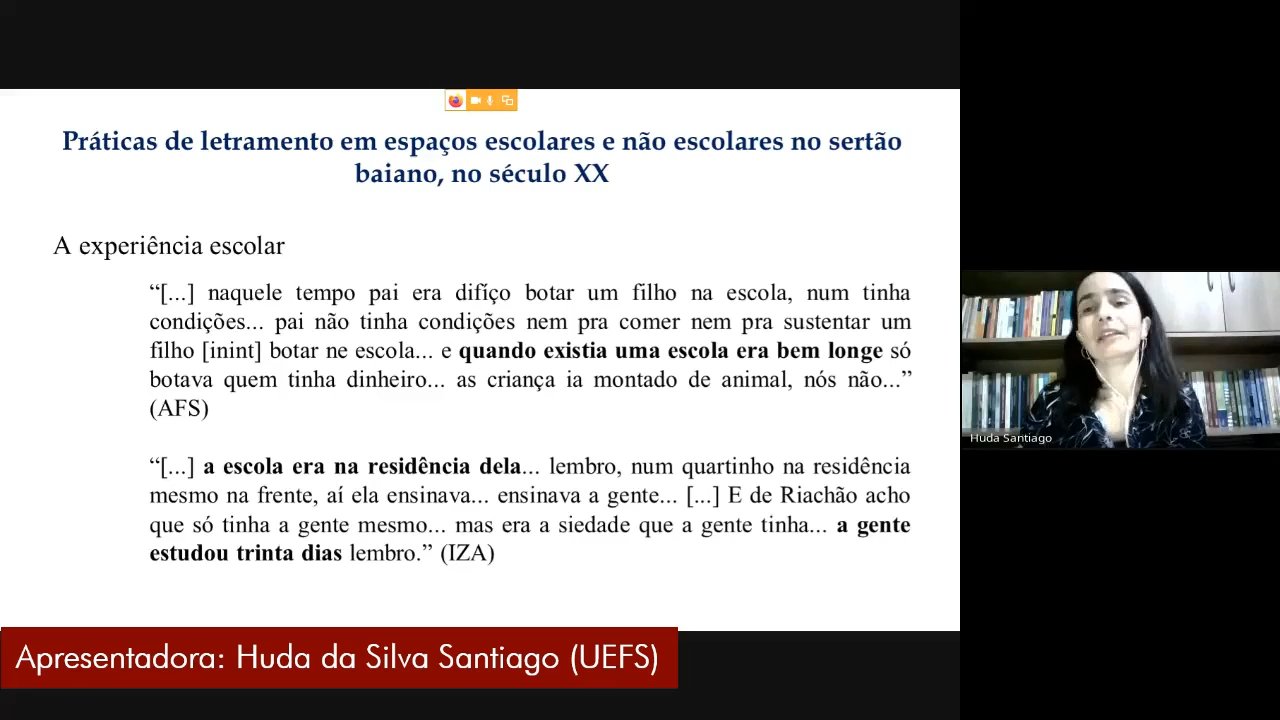 Práticas de letramento em espaços escolares e não escolares no sertão
baiano, no século XX
A experiência escolar
“[...] naquele tempo pai era difíço botar um filho na escola, num tinha
condições... pai não tinha condições nem pra comer nem pra sustentar um
filho [inint] botar ne escola... e quando existia uma escola era bem longe só
botava quem tinha dinheiro... as criança ia montado de animal, nós não...”
(AFS)
“[...] a escola era na residência dela... lembro, num quartinho na residência
mesmo na frente, aí ela ensinava... ensinava a gente... [...] E de Riachão acho
que só tinha a gente mesmo... mas era a siedade que a gente tinha... a gente
estudou trinta dias lembro.” (IZA)
Huda Santiago
Apresentadora: Huda da Silva Santiago (UEFS)